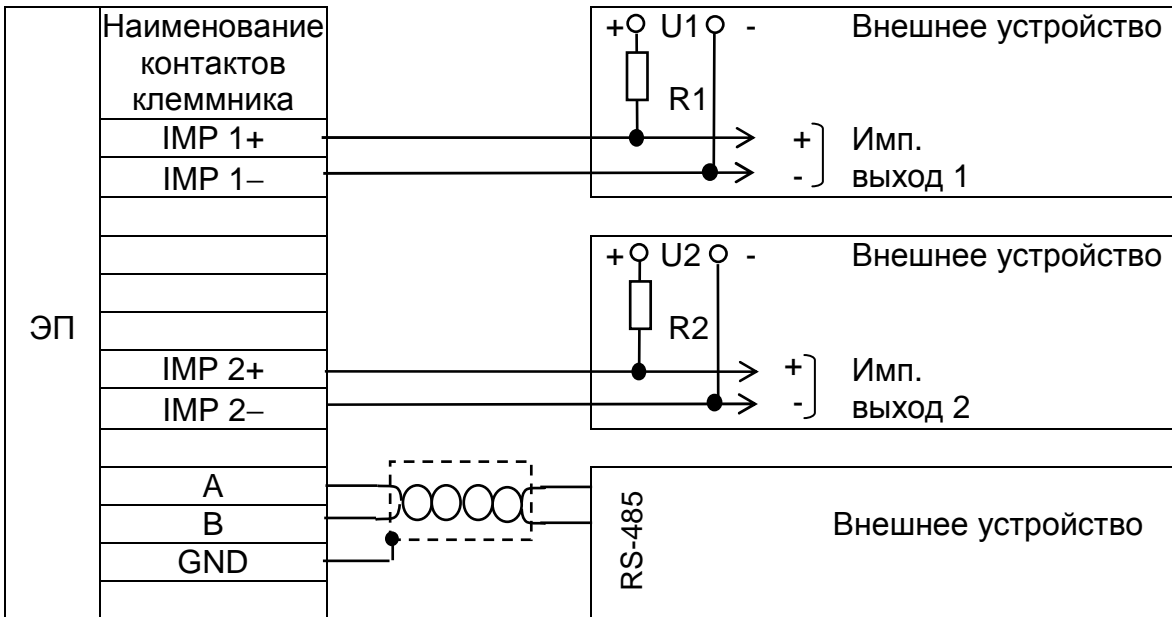 ЭП
Наименование
контактов
клеммника
IMP 1+
IMP 1–
IMP 2+
IMP 2–
A
B
GND
+ U1 - Внешнее устройство
R1
+ Имп.
- выход 1
+ U2 - Внешнее устройство
R2
+ Имп.
- выход 2
RS-485
Внешнее устройство